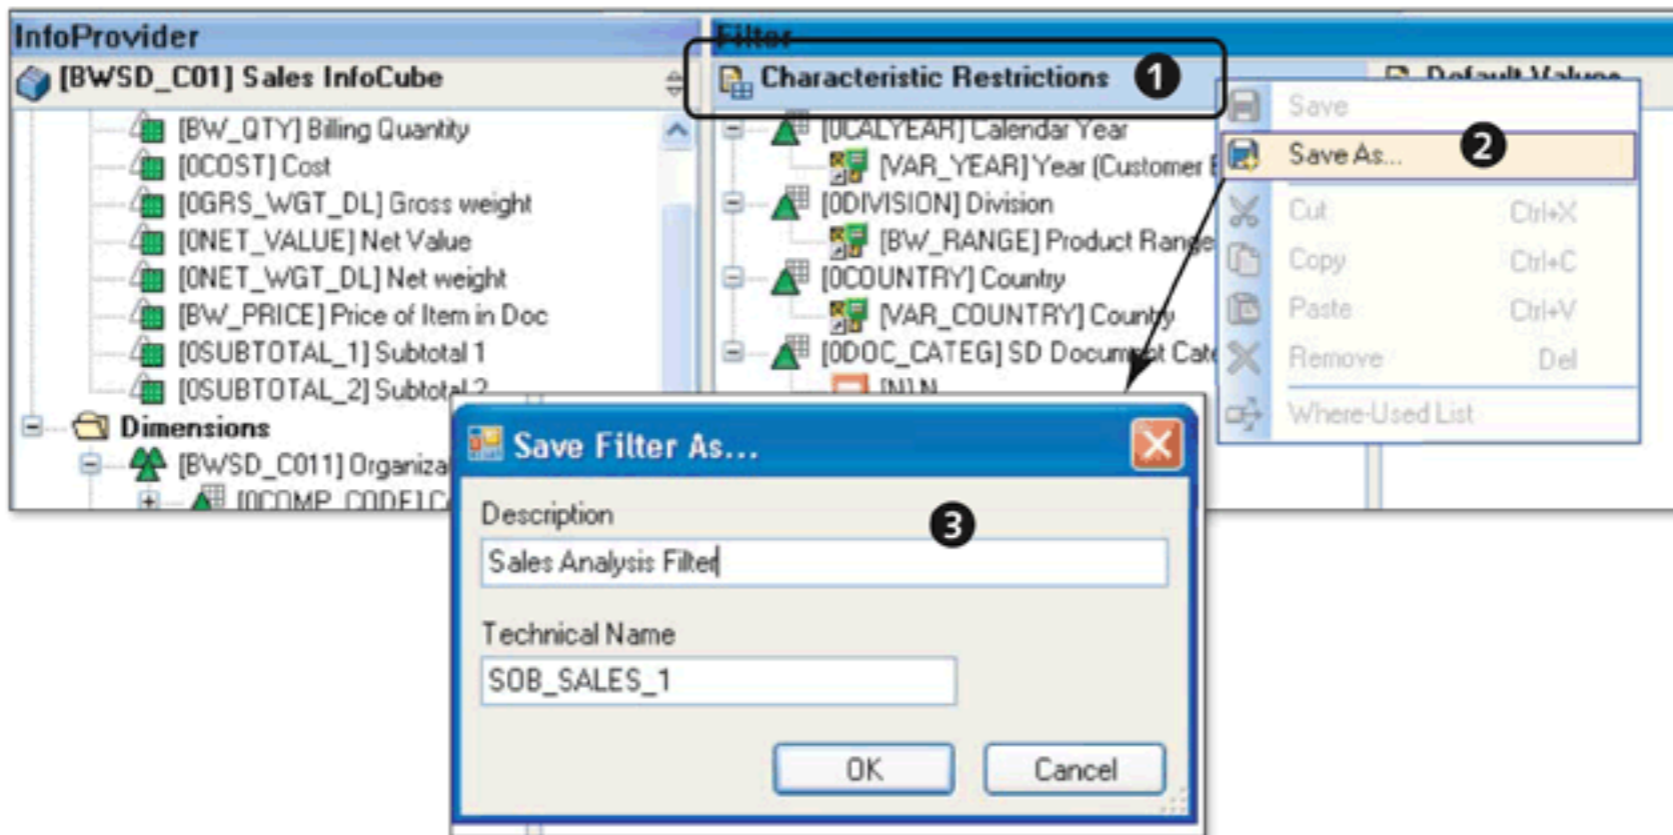 InfoProvider
[BWSD_C01] Sales InfoCube
[BW_QTY] Billing Quantity
[0COST] Cost
[0GRS_WGT_DL] Gross weight
[0NET_VALUE] Net Value
[0NET_WGT_DL] Net weight
[BW_PRICE] Price of Item in Doc
[0SUBTOTAL_1] Subtotal 1
[0SUBTOTAL_2] Subtotal 2
Dimensions
[BWSD_C011] Organiza
[0COMP_CODE] C
Filter
Characteristic Restrictions 1
Default Values
[0CALYEAR] Calendar Year
[VAR_YEAR] Year (Customer E
[0DIVISION] Division
[BW_RANGE] Product Range
[0COUNTRY] Country
[VAR_COUNTRY] Country
[0DOC_CATEG] SD Document Cate
[N] N
Save
Save As... 2
Cut Ctrl+X
Copy Ctrl+C
Paste Ctrl+V
Remove Del
Where-Used List
Save Filter As...
Description 3
Sales Analysis Filter
Technical Name
SOB_SALES_1
OK Cancel